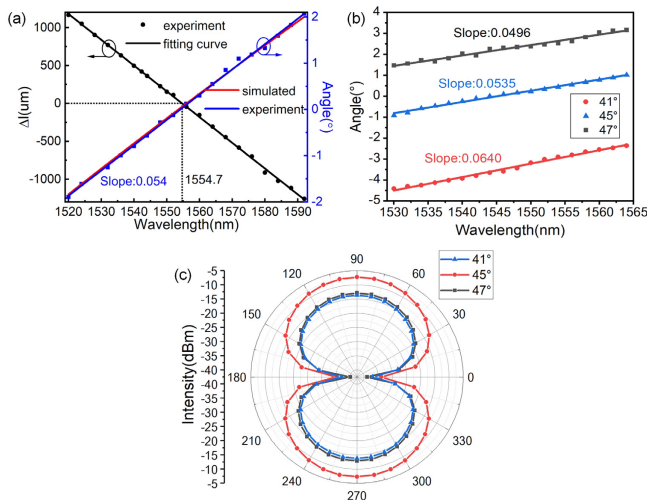 (a)
experiment
fitting curve
simulated
experiment
Slope:0.054
1554.7
Δl(um)
1000
500
0
-500
-1000
Angle(°)
2
1
0
-1
-2
1520 1530 1540 1550 1560 1570 1580 1590
Wavelength(nm)
(b)
Slope:0.0496
Slope:0.0535
Slope:0.0640
41°
45°
47°
Angle(°)
5
4
3
2
1
0
-1
-2
-3
-4
-5
1530 1535 1540 1545 1550 1555 1560 1565
Wavelength(nm)
(c)
41°
45°
47°
Intensity(dBm)
-5
-10
-15
-20
-25
-30
-35
-40
-40
-35
-30
-25
-20
-15
-10
-5
90
60
30
0
330
300
270
240
210
180
150
120